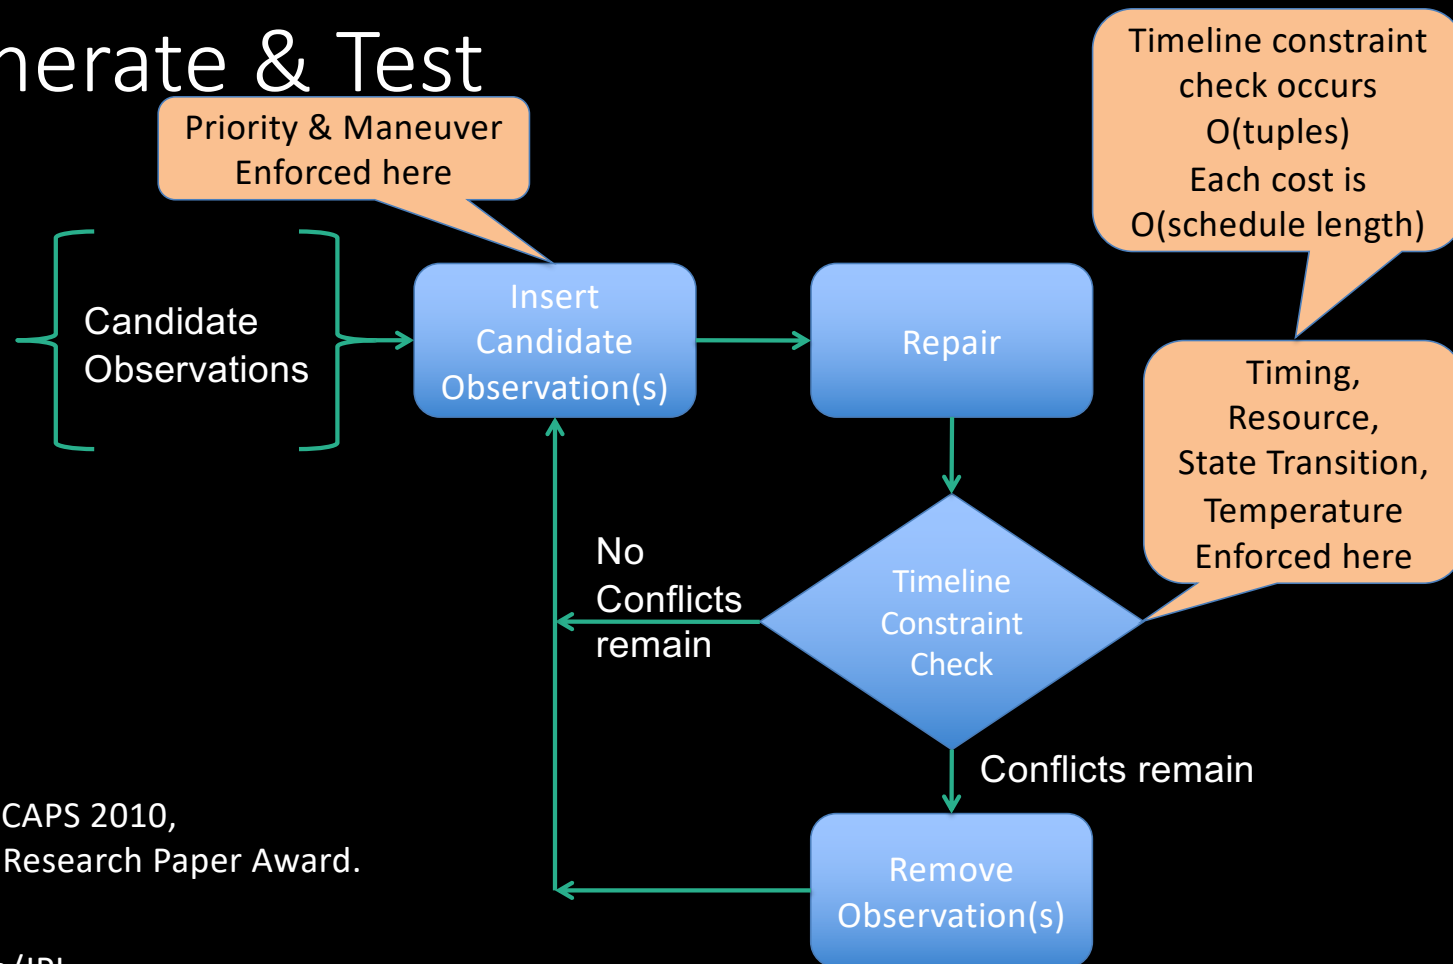 nerate & Test
Priority & Maneuver
Enforced here
Timeline constraint
check occurs
O(tuples)
Each cost is
O(schedule length)
Candidate
Observations
Insert
Candidate
Observation(s)
Repair
Timing,
Resource,
State Transition,
Temperature
Enforced here
No
Conflicts
remain
Timeline
Constraint
Check
Conflicts remain
Remove
Observation(s)
CAPS 2010,
Research Paper Award.